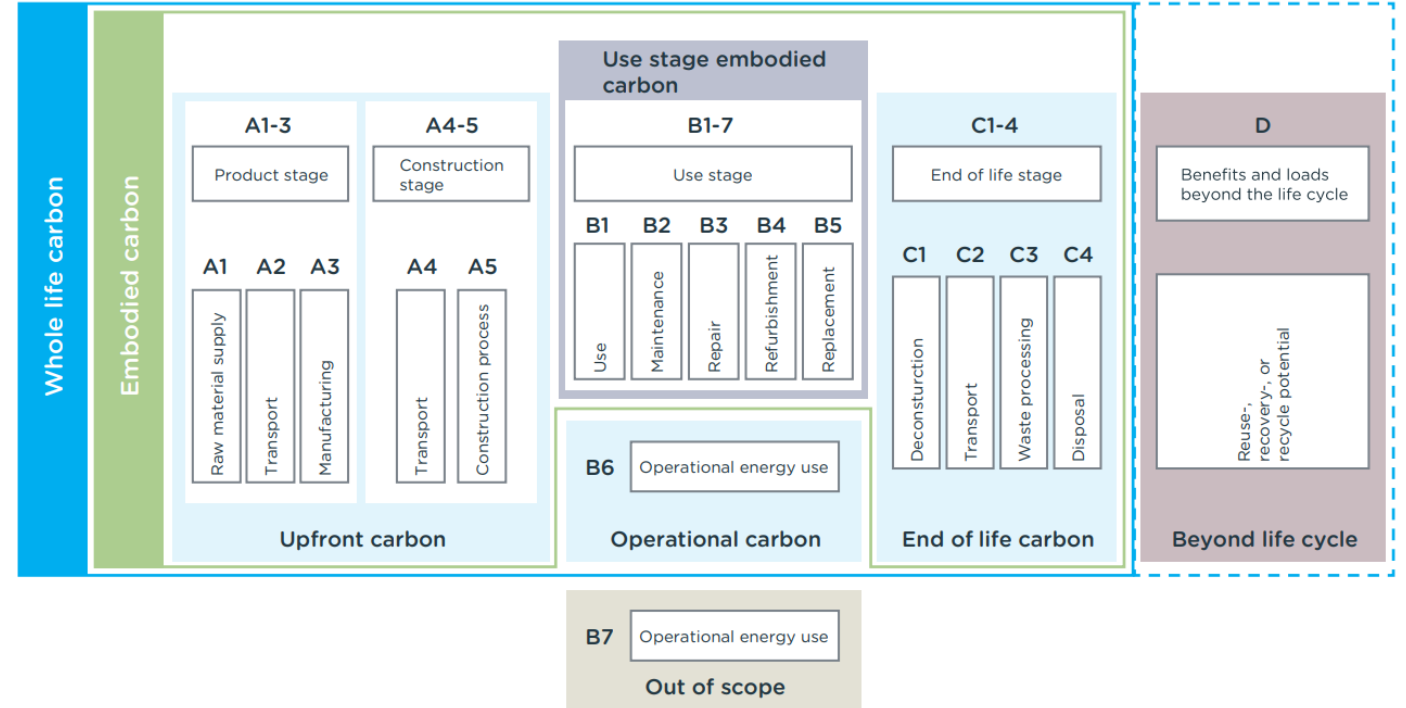 Whole life carbon
Embodied carbon
Use stage embodied
carbon
A1-3
Product stage
A4-5
Construction
stage
B1-7
Use stage
C1-4
End of life stage
D
Benefits and loads
beyond the life cycle
A1
A2
A3
Raw material supply
Transport
Manufacturing
A4
A5
Transport
Construction process
Upfront carbon
B1
B2
B3
B4
B5
Use
Maintenance
Repair
Refurbishment
Replacement
B6
Operational energy use
Operational carbon
C1
C2
C3
C4
Deconsturction
Transport
Waste processing
Disposal
End of life carbon
Reuse-,
recovery-, or
recycle potential
Beyond life cycle
B7
Operational energy use
Out of scope